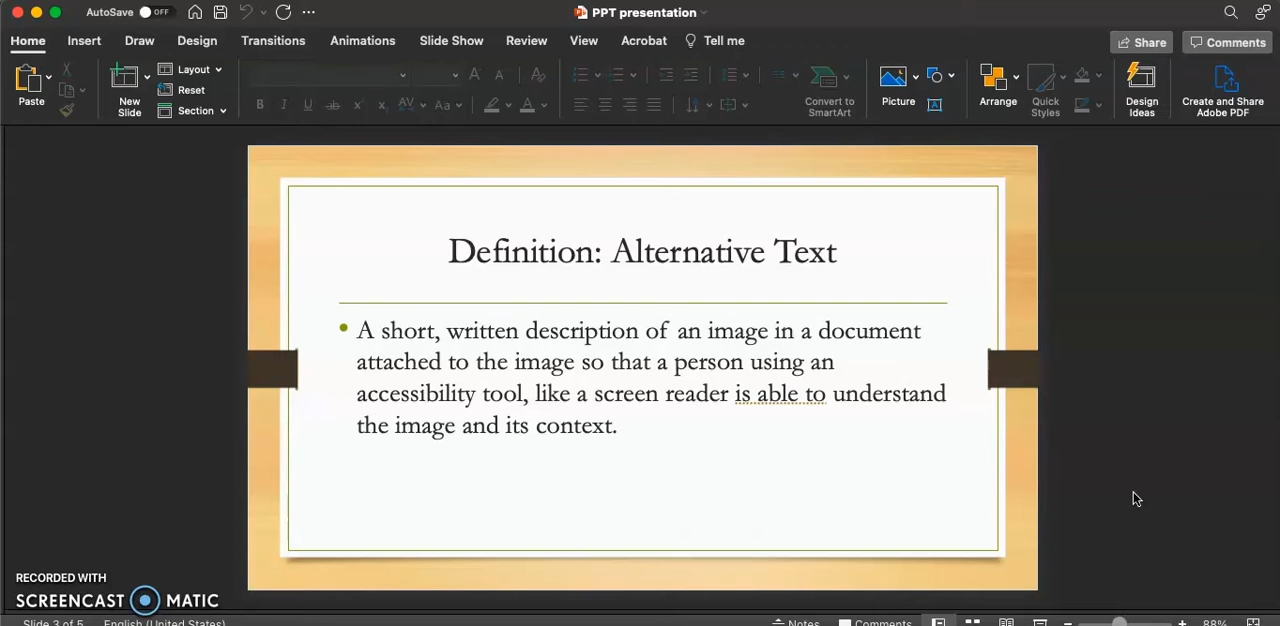 AutoSave OFF PPT presentation
Home Insert Draw Design Transitions Animations Slide Show Review View Acrobat Tell me Share Comments
Paste New Slide Layout Reset Section Convert to SmartArt Picture Arrange Quick Styles Design Ideas Create and Share Adobe PDF
Definition: Alternative Text
• A short, written description of an image in a document
attached to the image so that a person using an
accessibility tool, like a screen reader is able to understand
the image and its context.
RECORDED WITH
SCREENCAST MATIC
Slide 3 of 5 English (United States) Notes Comments 88%